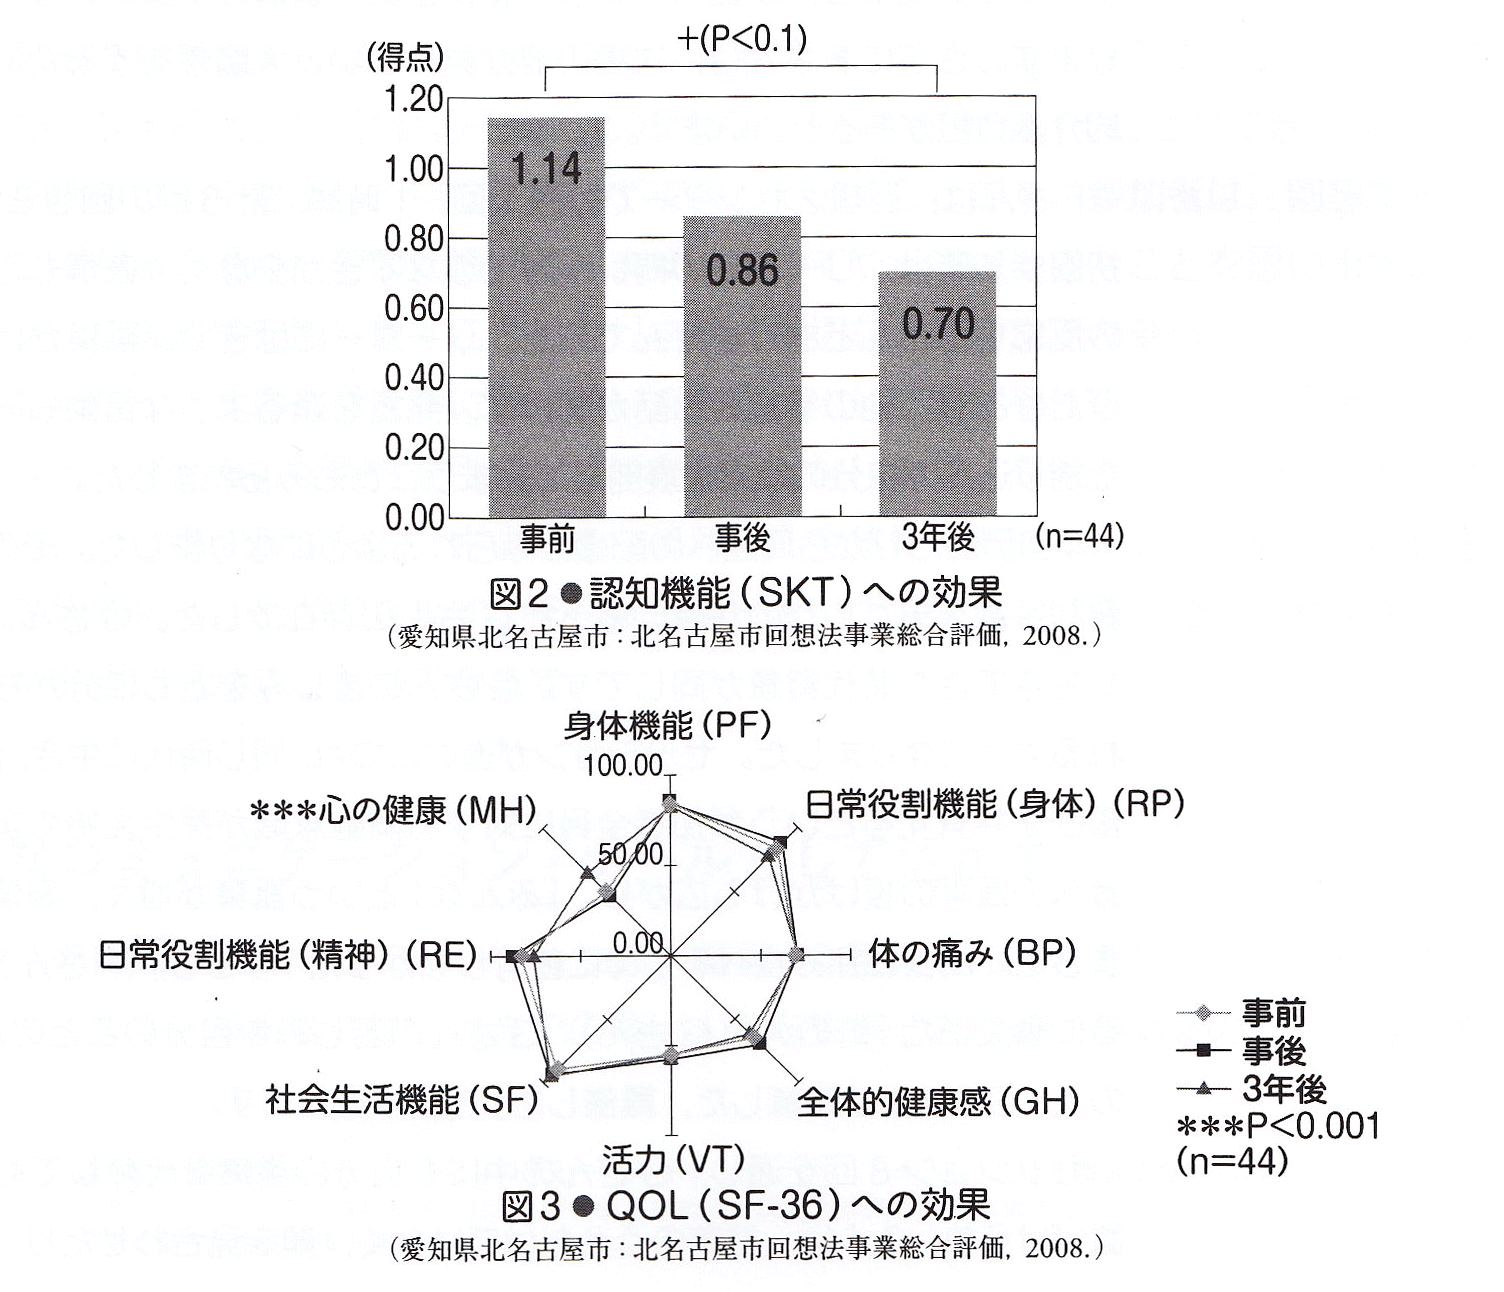 +(P<0.1)
(得点)
1.20
1.00
0.80
0.60
0.40
0.20
0.00
1.14
0.86
0.70
事前 事後 3年後 (n=44)
図2●認知機能(SKT)への効果
(愛知県北名古屋市:北名古屋市回想法事業総合評価, 2008.)
身体機能(PF)
100.00
50.00
0.00
日常役割機能(身体)(RP)
体の痛み(BP)
全体的健康感(GH)
活力(VT)
社会生活機能(SF)
日常役割機能(精神)(RE)
***心の健康(MH)
事前
事後
3年後
***P<0.001
(n=44)
図3●QOL(SF-36)への効果
(愛知県北名古屋市:北名古屋市回想法事業総合評価, 2008.)